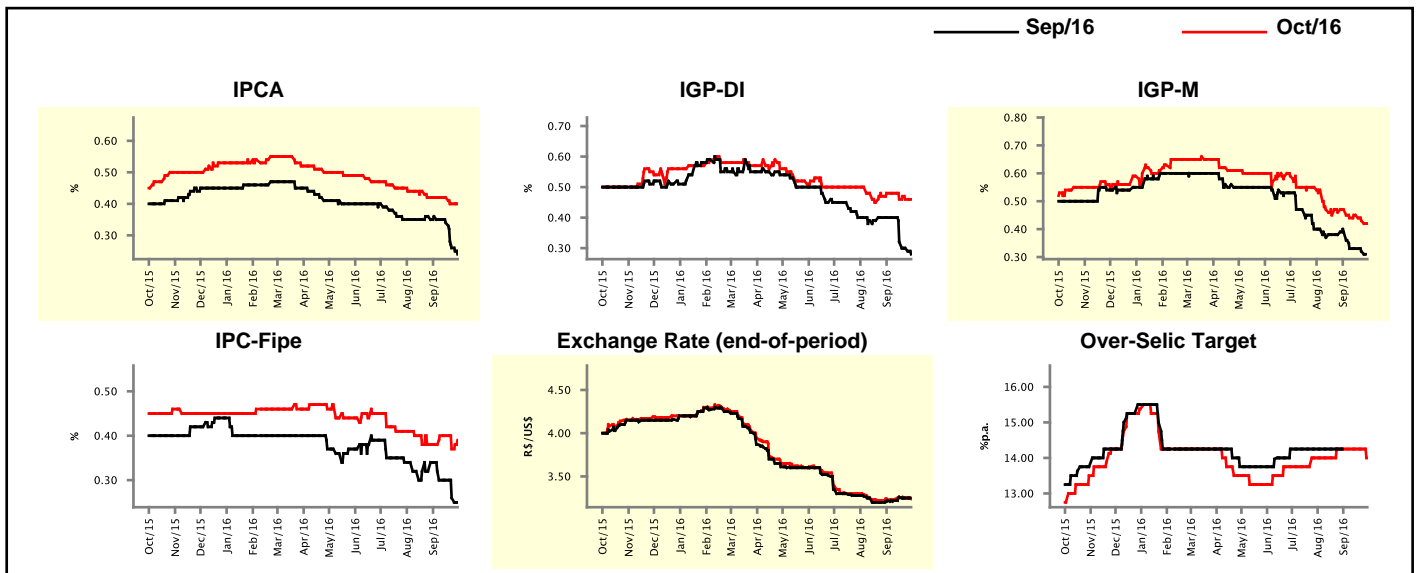 Sep/16 Oct/16
IPCA
%
0.60
0.50
0.40
0.30
Oct/15 Nov/15 Dec/15 Jan/16 Feb/16 Mar/16 Apr/16 May/16 Jun/16 Jul/16 Aug/16 Sep/16
IGP-DI
%
0.70
0.60
0.50
0.40
0.30
Oct/15 Nov/15 Dec/15 Jan/16 Feb/16 Mar/16 Apr/16 May/16 Jun/16 Jul/16 Aug/16 Sep/16
IGP-M
%
0.80
0.70
0.60
0.50
0.40
0.30
Oct/15 Nov/15 Dec/15 Jan/16 Feb/16 Mar/16 Apr/16 May/16 Jun/16 Jul/16 Aug/16 Sep/16
IPC-Fipe
%
0.50
0.40
0.30
Oct/15 Nov/15 Dec/15 Jan/16 Feb/16 Mar/16 Apr/16 May/16 Jun/16 Jul/16 Aug/16 Sep/16
Exchange Rate (end-of-period)
R$/US$
4.50
4.00
3.50
Oct/15 Nov/15 Dec/15 Jan/16 Feb/16 Mar/16 Apr/16 May/16 Jun/16 Jul/16 Aug/16 Sep/16
Over-Selic Target
%p.a.
16.00
15.00
14.00
13.00
Oct/15 Nov/15 Dec/15 Jan/16 Feb/16 Mar/16 Apr/16 May/16 Jun/16 Jul/16 Aug/16 Sep/16